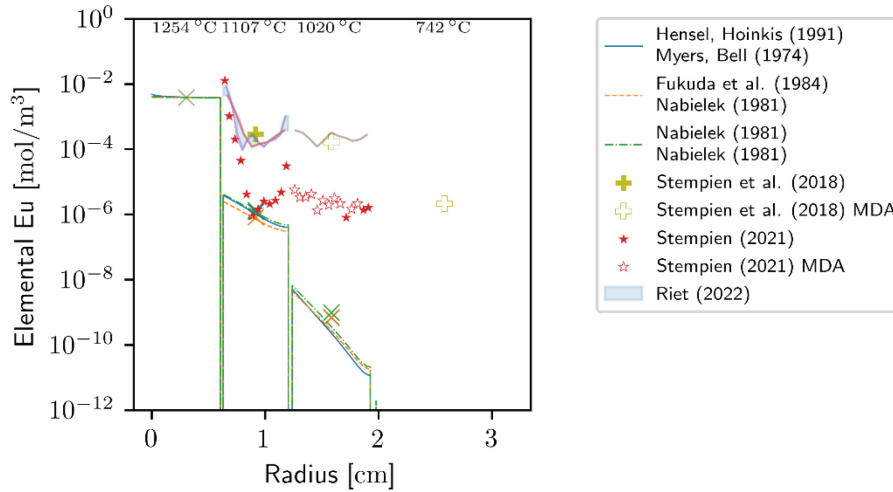 1254 °C 1107 °C 1020 °C 742 °C
10⁰
10⁻²
10⁻⁴
10⁻⁶
10⁻⁸
10⁻¹⁰
10⁻¹²
Elemental Eu [mol/m³]
0 1 2 3
Radius [cm]
Hensel, Hoinkis (1991)
Myers, Bell (1974)
Fukuda et al. (1984)
Nabielek (1981)
Nabielek (1981)
Nabielek (1981)
Stempien et al. (2018)
Stempien et al. (2018) MDA
Stempien (2021)
Stempien (2021) MDA
Riet (2022)